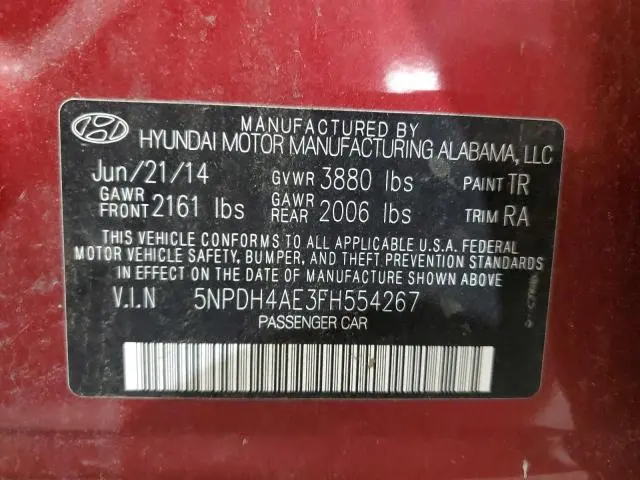 MANUFACTURED BY
HYUNDAI MOTOR MANUFACTURING ALABAMA, LLC
Jun/21/14 GVWR 3880 lbs PAINT TR
GAWR FRONT 2161 lbs GAWR REAR 2006 lbs TRIM RA
THIS VEHICLE CONFORMS TO ALL APPLICABLE U.S.A. FEDERAL
MOTOR VEHICLE SAFETY, BUMPER, AND THEFT PREVENTION STANDARDS
IN EFFECT ON THE DATE OF MANUFACTURE SHOWN ABOVE.
V.I.N 5NPDH4AE3FH554267
PASSENGER CAR